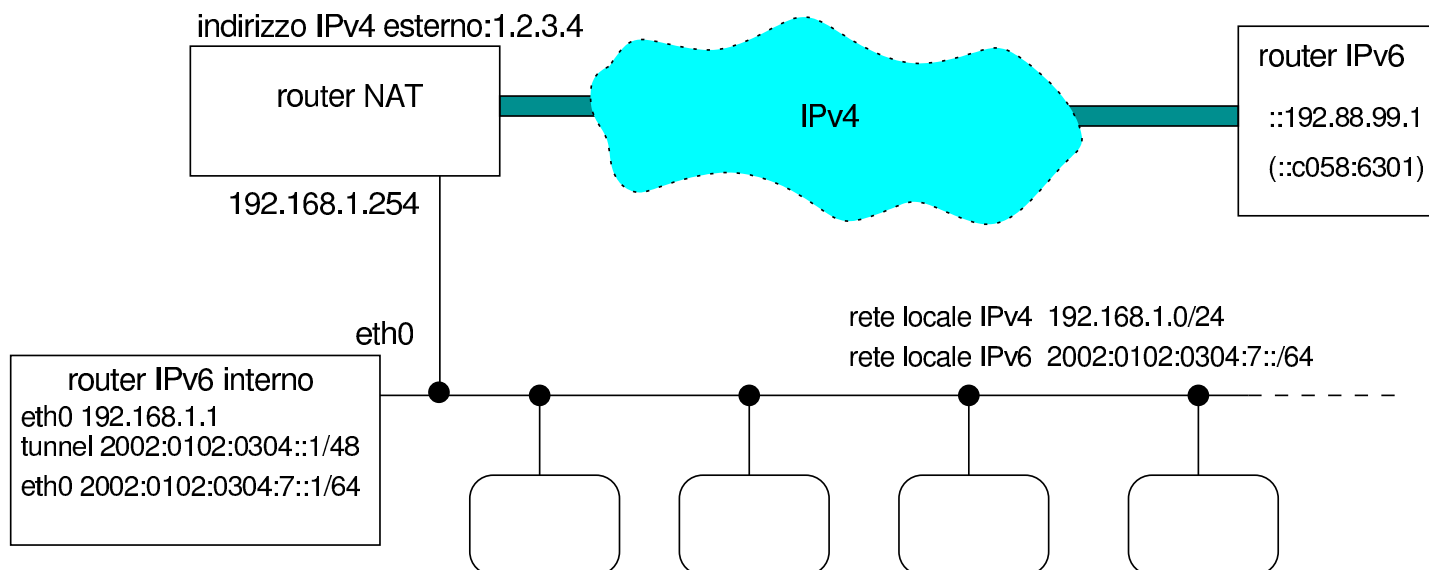 indirizzo IPv4 esterno:1.2.3.4
router NAT
192.168.1.254
IPv4
router IPv6
::192.88.99.1
(::c058:6301)
eth0
rete locale IPv4 192.168.1.0/24
rete locale IPv6 2002:0102:0304:7::/64
router IPv6 interno
eth0 192.168.1.1
tunnel 2002:0102:0304::1/48
eth0 2002:0102:0304:7::1/64